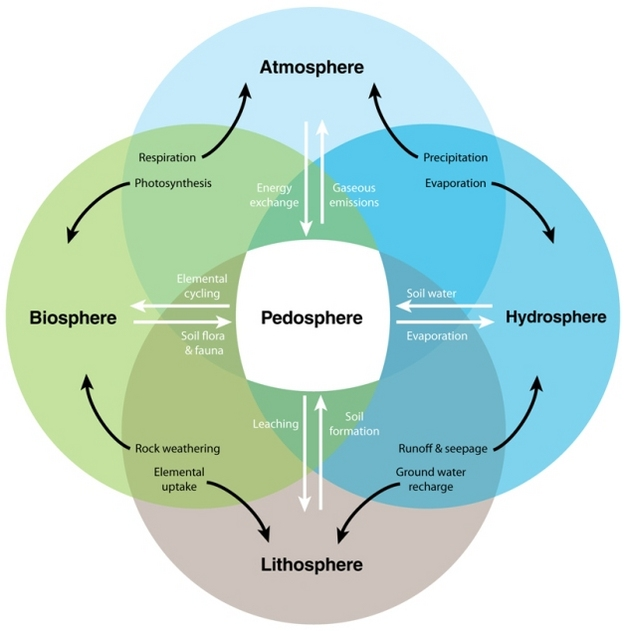 Atmosphere
Respiration
Precipitation
Photosynthesis
Evaporation
Energy
exchange
Gaseous
emissions
Elemental
cycling
Soil water
Biosphere
Pedosphere
Hydrosphere
Soil flora
& fauna
Evaporation
Leaching
Soil
formation
Rock weathering
Runoff & seepage
Elemental
uptake
Ground water
recharge
Lithosphere